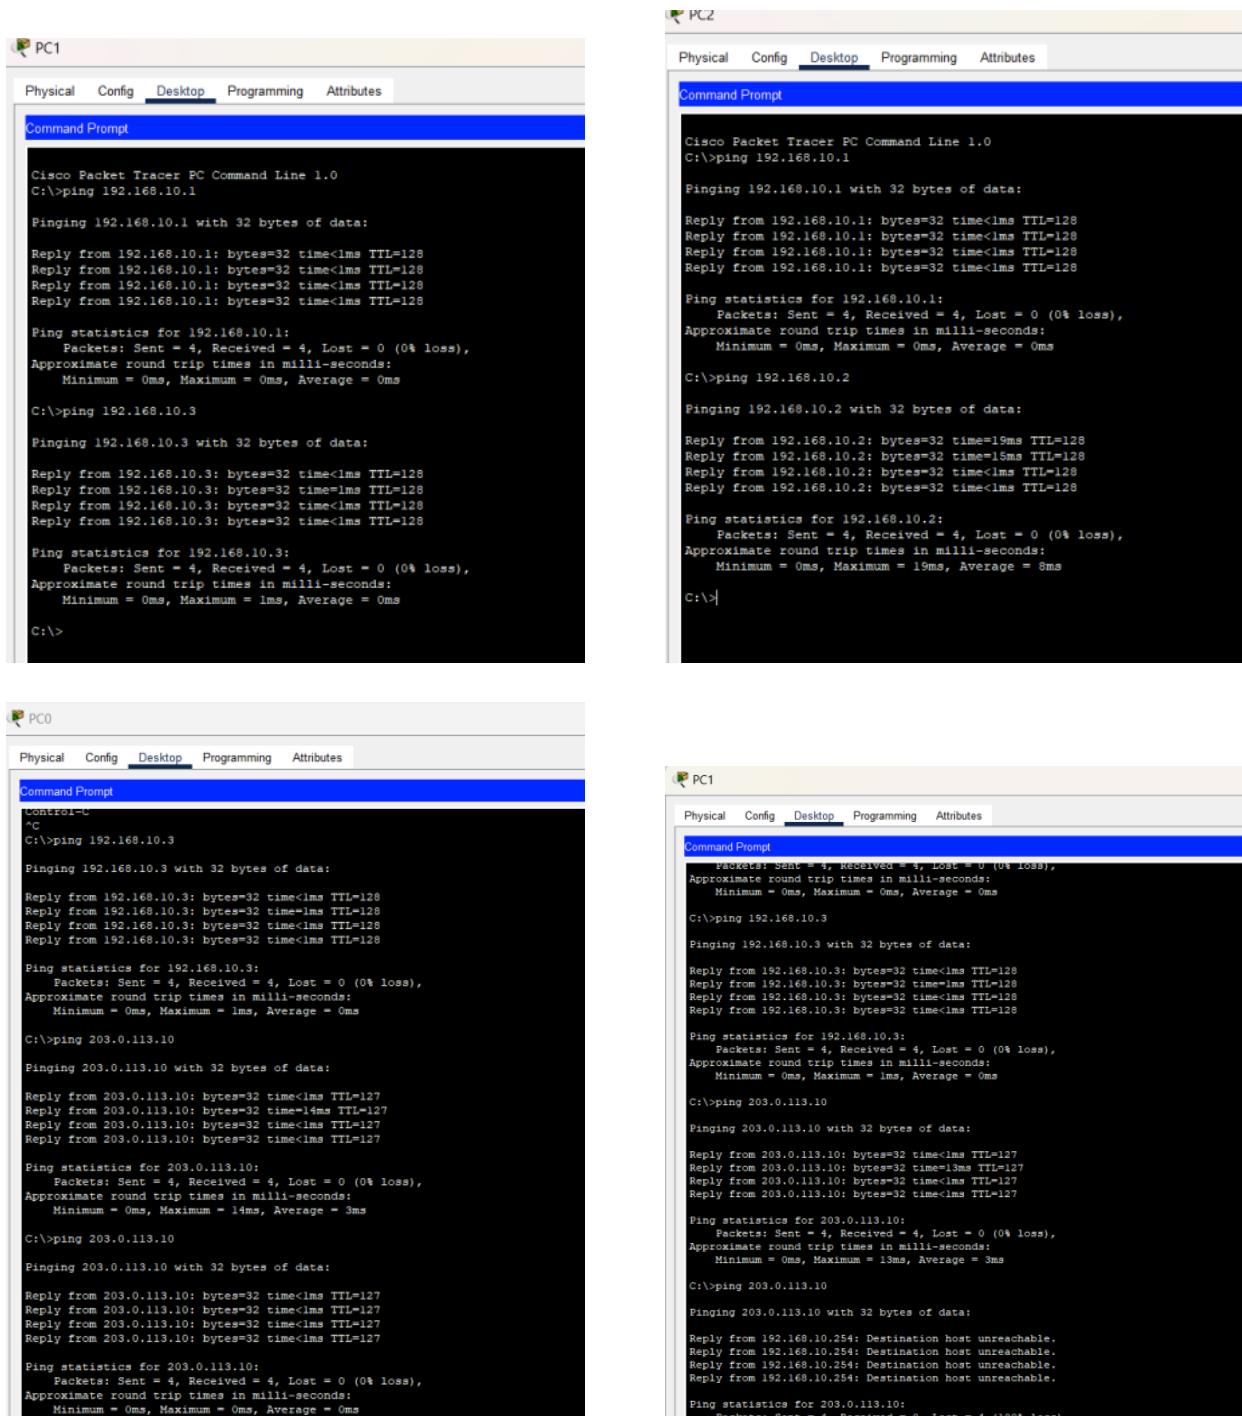 PC1
Physical Config Desktop Programming Attributes
Command Prompt
Cisco Packet Tracer PC Command Line 1.0
C:\>ping 192.168.10.1
Pinging 192.168.10.1 with 32 bytes of data:
Reply from 192.168.10.1: bytes=32 time<1ms TTL=128
Reply from 192.168.10.1: bytes=32 time<1ms TTL=128
Reply from 192.168.10.1: bytes=32 time<1ms TTL=128
Reply from 192.168.10.1: bytes=32 time<1ms TTL=128
Ping statistics for 192.168.10.1:
Packets: Sent = 4, Received = 4, Lost = 0 (0% loss),
Approximate round trip times in milli-seconds:
Minimum = 0ms, Maximum = 0ms, Average = 0ms
C:\>ping 192.168.10.3
Pinging 192.168.10.3 with 32 bytes of data:
Reply from 192.168.10.3: bytes=32 time<1ms TTL=128
Reply from 192.168.10.3: bytes=32 time=1ms TTL=128
Reply from 192.168.10.3: bytes=32 time<1ms TTL=128
Reply from 192.168.10.3: bytes=32 time<1ms TTL=128
Ping statistics for 192.168.10.3:
Packets: Sent = 4, Received = 4, Lost = 0 (0% loss),
Approximate round trip times in milli-seconds:
Minimum = 0ms, Maximum = 1ms, Average = 0ms
C:\>
PC2
Physical Config Desktop Programming Attributes
Command Prompt
Cisco Packet Tracer PC Command Line 1.0
C:\>ping 192.168.10.1
Pinging 192.168.10.1 with 32 bytes of data:
Reply from 192.168.10.1: bytes=32 time<1ms TTL=128
Reply from 192.168.10.1: bytes=32 time<1ms TTL=128
Reply from 192.168.10.1: bytes=32 time<1ms TTL=128
Reply from 192.168.10.1: bytes=32 time<1ms TTL=128
Ping statistics for 192.168.10.1:
Packets: Sent = 4, Received = 4, Lost = 0 (0% loss),
Approximate round trip times in milli-seconds:
Minimum = 0ms, Maximum = 0ms, Average = 0ms
C:\>ping 192.168.10.2
Pinging 192.168.10.2 with 32 bytes of data:
Reply from 192.168.10.2: bytes=32 time=19ms TTL=128
Reply from 192.168.10.2: bytes=32 time=15ms TTL=128
Reply from 192.168.10.2: bytes=32 time<1ms TTL=128
Reply from 192.168.10.2: bytes=32 time<1ms TTL=128
Ping statistics for 192.168.10.2:
Packets: Sent = 4, Received = 4, Lost = 0 (0% loss),
Approximate round trip times in milli-seconds:
Minimum = 0ms, Maximum = 19ms, Average = 8ms
C:\>
PC0
Physical Config Desktop Programming Attributes
Command Prompt
Control-C
^C
C:\>ping 192.168.10.3
Pinging 192.168.10.3 with 32 bytes of data:
Reply from 192.168.10.3: bytes=32 time<1ms TTL=128
Reply from 192.168.10.3: bytes=32 time=1ms TTL=128
Reply from 192.168.10.3: bytes=32 time<1ms TTL=128
Reply from 192.168.10.3: bytes=32 time<1ms TTL=128
Ping statistics for 192.168.10.3:
Packets: Sent = 4, Received = 4, Lost = 0 (0% loss),
Approximate round trip times in milli-seconds:
Minimum = 0ms, Maximum = 1ms, Average = 0ms
C:\>ping 203.0.113.10
Pinging 203.0.113.10 with 32 bytes of data:
Reply from 203.0.113.10: bytes=32 time<1ms TTL=127
Reply from 203.0.113.10: bytes=32 time=14ms TTL=127
Reply from 203.0.113.10: bytes=32 time<1ms TTL=127
Reply from 203.0.113.10: bytes=32 time<1ms TTL=127
Ping statistics for 203.0.113.10:
Packets: Sent = 4, Received = 4, Lost = 0 (0% loss),
Approximate round trip times in milli-seconds:
Minimum = 0ms, Maximum = 14ms, Average = 3ms
C:\>ping 203.0.113.10
Pinging 203.0.113.10 with 32 bytes of data:
Reply from 203.0.113.10: bytes=32 time<1ms TTL=127
Reply from 203.0.113.10: bytes=32 time<1ms TTL=127
Reply from 203.0.113.10: bytes=32 time<1ms TTL=127
Reply from 203.0.113.10: bytes=32 time<1ms TTL=127
Ping statistics for 203.0.113.10:
Packets: Sent = 4, Received = 4, Lost = 0 (0% loss),
Approximate round trip times in milli-seconds:
Minimum = 0ms, Maximum = 0ms, Average = 0ms
PC1
Physical Config Desktop Programming Attributes
Command Prompt
Packets: Sent = 4, Received = 4, Lost = 0 (0% loss),
Approximate round trip times in milli-seconds:
Minimum = 0ms, Maximum = 0ms, Average = 0ms
C:\>ping 192.168.10.3
Pinging 192.168.10.3 with 32 bytes of data:
Reply from 192.168.10.3: bytes=32 time<1ms TTL=128
Reply from 192.168.10.3: bytes=32 time=1ms TTL=128
Reply from 192.168.10.3: bytes=32 time<1ms TTL=128
Reply from 192.168.10.3: bytes=32 time<1ms TTL=128
Ping statistics for 192.168.10.3:
Packets: Sent = 4, Received = 4, Lost = 0 (0% loss),
Approximate round trip times in milli-seconds:
Minimum = 0ms, Maximum = 1ms, Average = 0ms
C:\>ping 203.0.113.10
Pinging 203.0.113.10 with 32 bytes of data:
Reply from 203.0.113.10: bytes=32 time<1ms TTL=127
Reply from 203.0.113.10: bytes=32 time=13ms TTL=127
Reply from 203.0.113.10: bytes=32 time<1ms TTL=127
Reply from 203.0.113.10: bytes=32 time<1ms TTL=127
Ping statistics for 203.0.113.10:
Packets: Sent = 4, Received = 4, Lost = 0 (0% loss),
Approximate round trip times in milli-seconds:
Minimum = 0ms, Maximum = 13ms, Average = 3ms
C:\>ping 203.0.113.10
Pinging 203.0.113.10 with 32 bytes of data:
Reply from 192.168.10.254: Destination host unreachable.
Reply from 192.168.10.254: Destination host unreachable.
Reply from 192.168.10.254: Destination host unreachable.
Reply from 192.168.10.254: Destination host unreachable.
Ping statistics for 203.0.113.10: